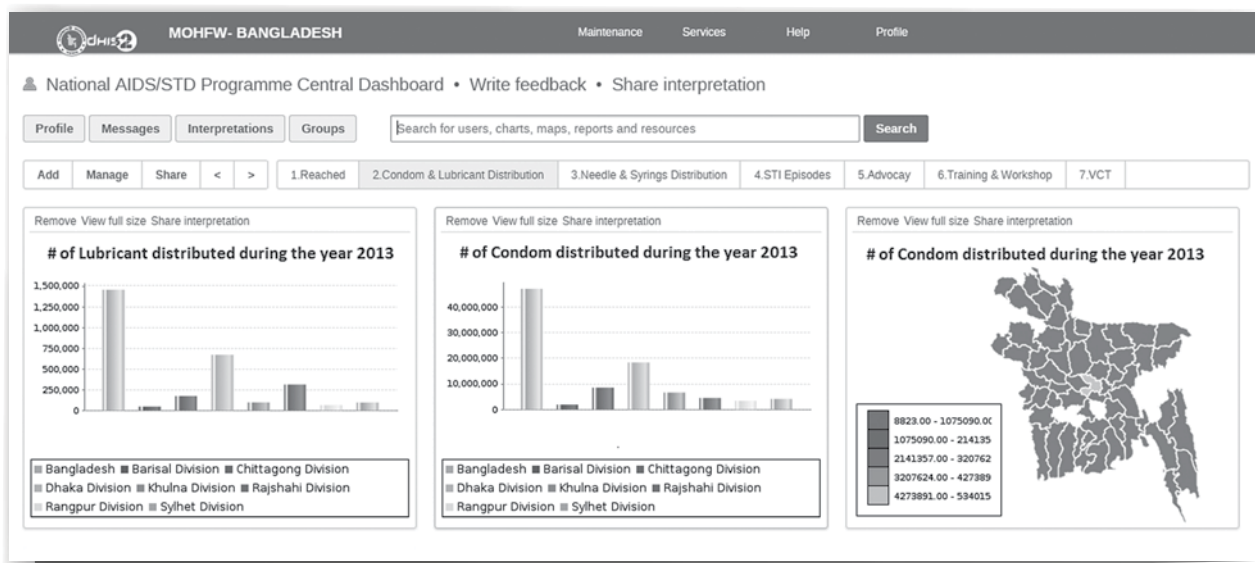 dHIS2 MOHFW- BANGLADESH Maintenance Services Help Profile
National AIDS/STD Programme Central Dashboard • Write feedback • Share interpretation
Profile Messages Interpretations Groups Search for users, charts, maps, reports and resources Search
Add Manage Share < > 1.Reached 2.Condom & Lubricant Distribution 3.Needle & Syrings Distribution 4.STI Episodes 5.Advocay 6.Training & Workshop 7.VCT
Remove View full size Share interpretation
# of Lubricant distributed during the year 2013
1,500,000
1,250,000
1,000,000
750,000
500,000
250,000
0
Bangladesh Barisal Division Chittagong Division
Dhaka Division Khulna Division Rajshahi Division
Rangpur Division Sylhet Division
Remove View full size Share interpretation
# of Condom distributed during the year 2013
40,000,000
30,000,000
20,000,000
10,000,000
0
Bangladesh Barisal Division Chittagong Division
Dhaka Division Khulna Division Rajshahi Division
Rangpur Division Sylhet Division
Remove View full size Share interpretation
# of Condom distributed during the year 2013
8823.00 - 1075090.00
1075090.00 - 214135
2141357.00 - 320762
3207624.00 - 427389
4273891.00 - 534015